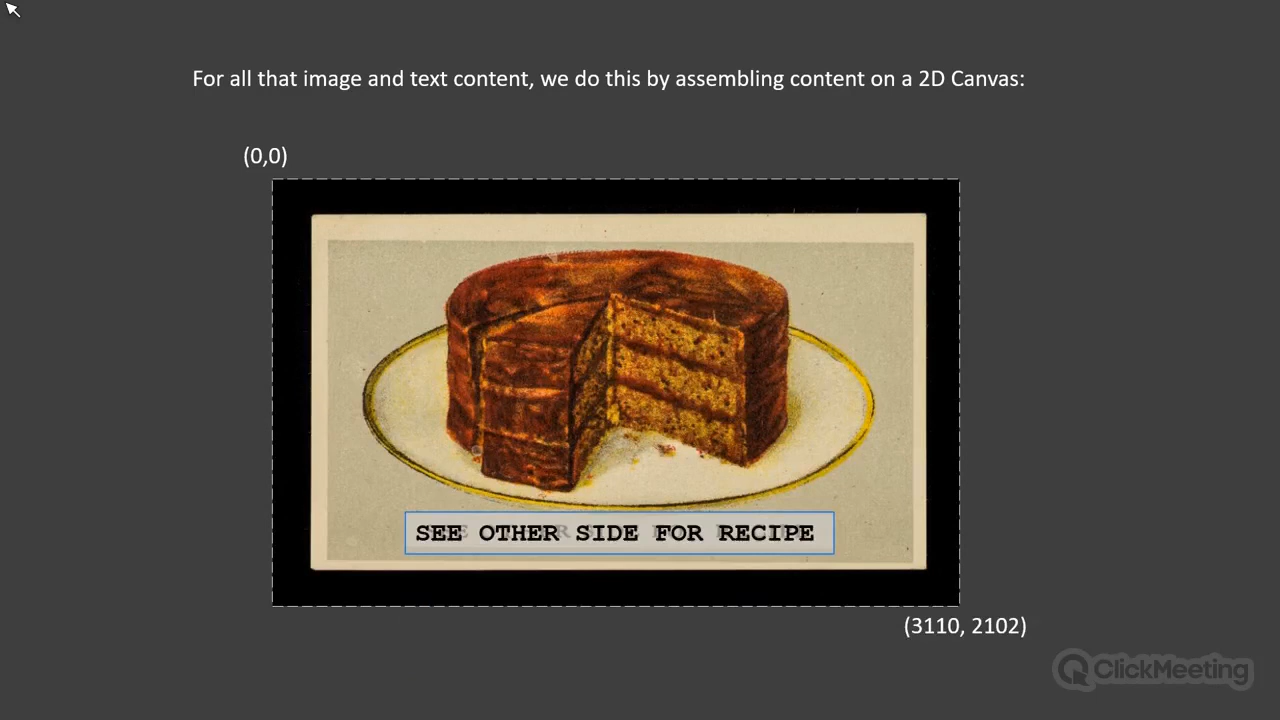 For all that image and text content, we do this by assembling content on a 2D Canvas:
(0,0)
SEE OTHER SIDE FOR RECIPE
(3110, 2102)
ClickMeeting